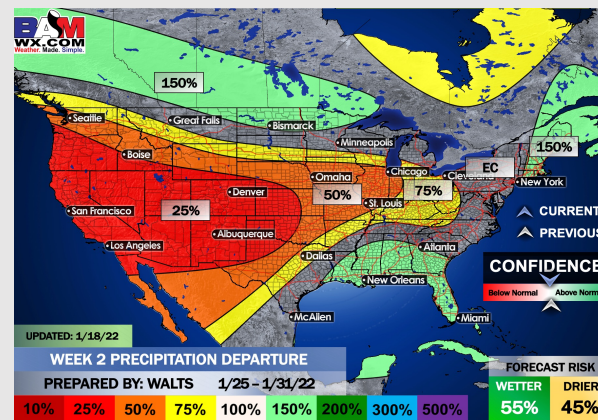 BAM
WX.COM
Weather. Made. Simple.
150%
Seattle
Great Falls
Bismarck
Minneapolis
150%
Boise
Chicago
Cleveland
EC
New York
Omaha
Denver
50%
75%
St. Louis
25%
San Francisco
CURRENT
Albuquerque
PREVIOUS
Los Angeles
Atlanta
Dallas
CONFIDENCE
New Orleans
Below Normal
Above Norm
McAllen
Miami
UPDATED: 1/18/22
WEEK 2 PRECIPITATION DEPARTURE
FORECAST RISK
PREPARED BY: WALTS 1/25 – 1/31/22
WETTER
DRIER
55%
45%
10% 25% 50% 75% 100% 150% 200% 300% 500%